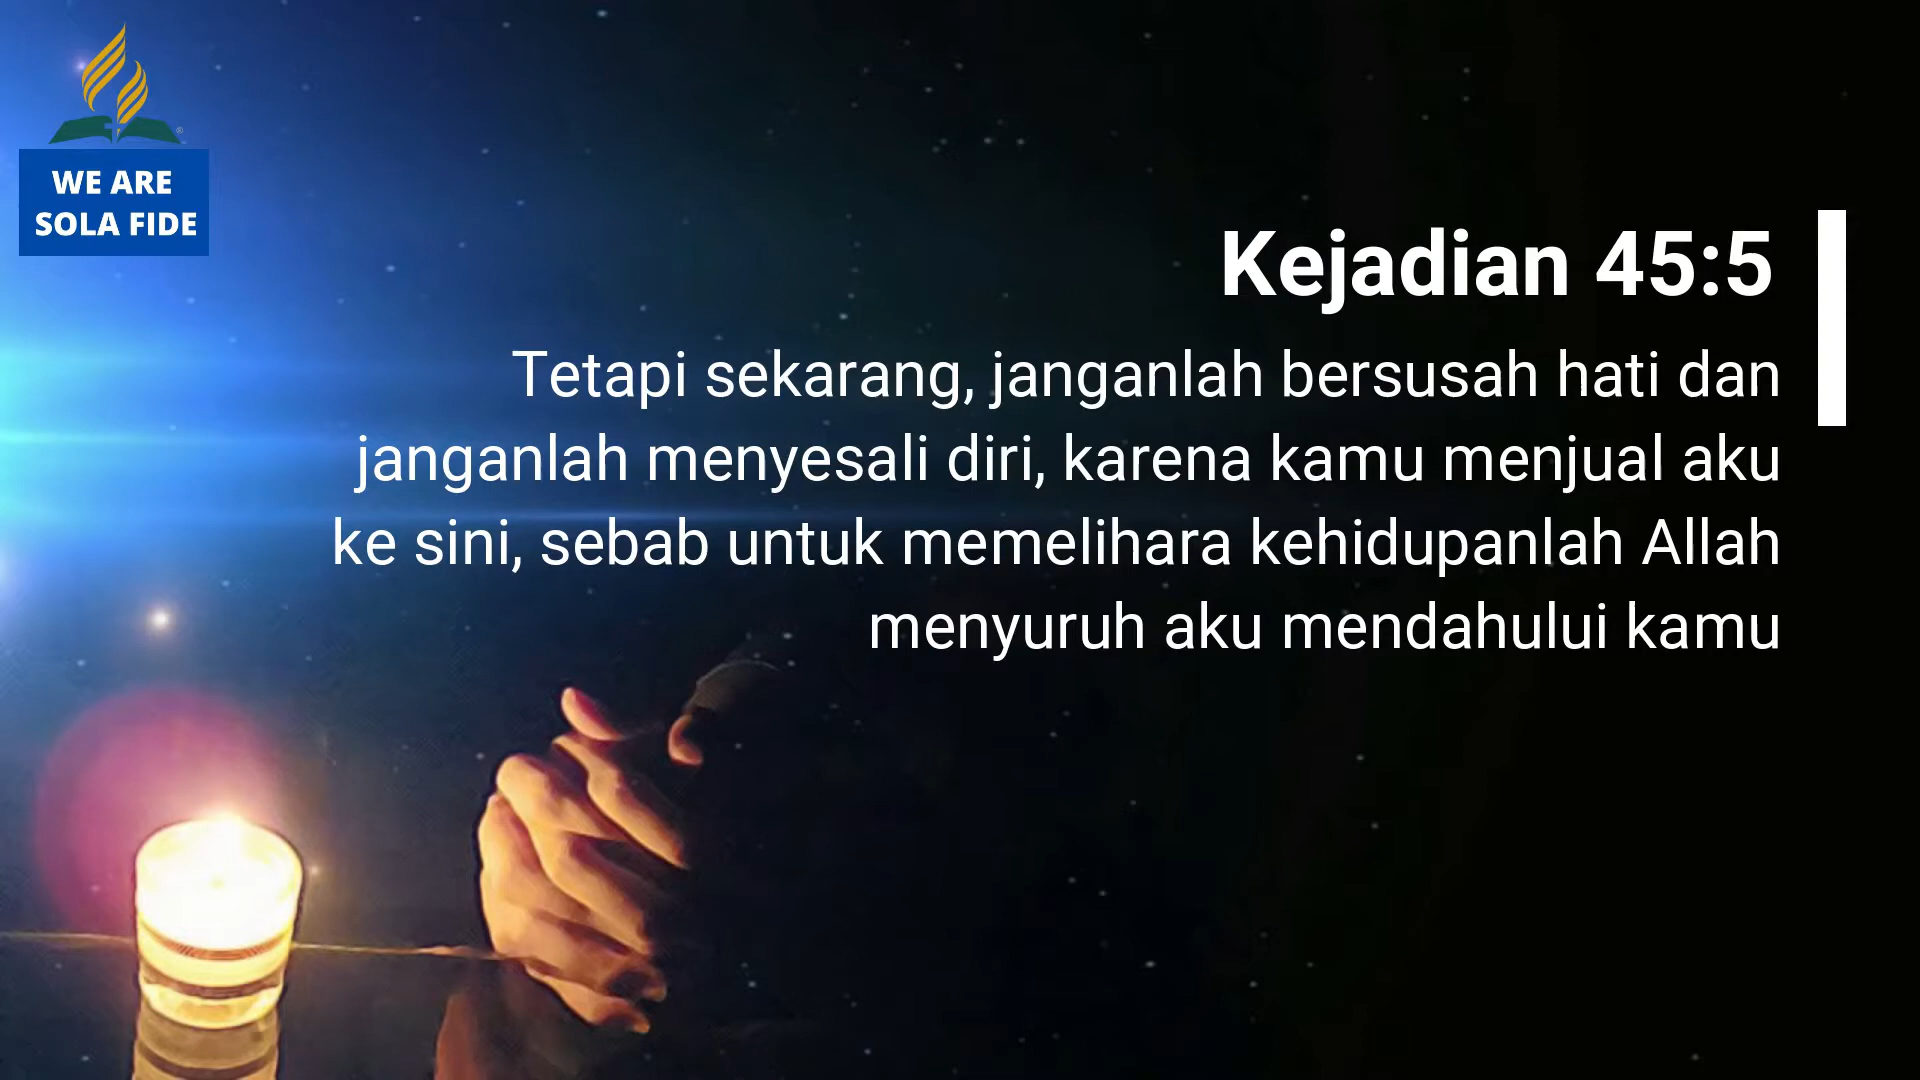 WE ARE
SOLA FIDE
Kejadian 45:5
Tetapi sekarang, janganlah bersusah hati dan
janganlah menyesali diri, karena kamu menjual aku
ke sini, sebab untuk memelihara kehidupanlah Allah
menyuruh aku mendahului kamu